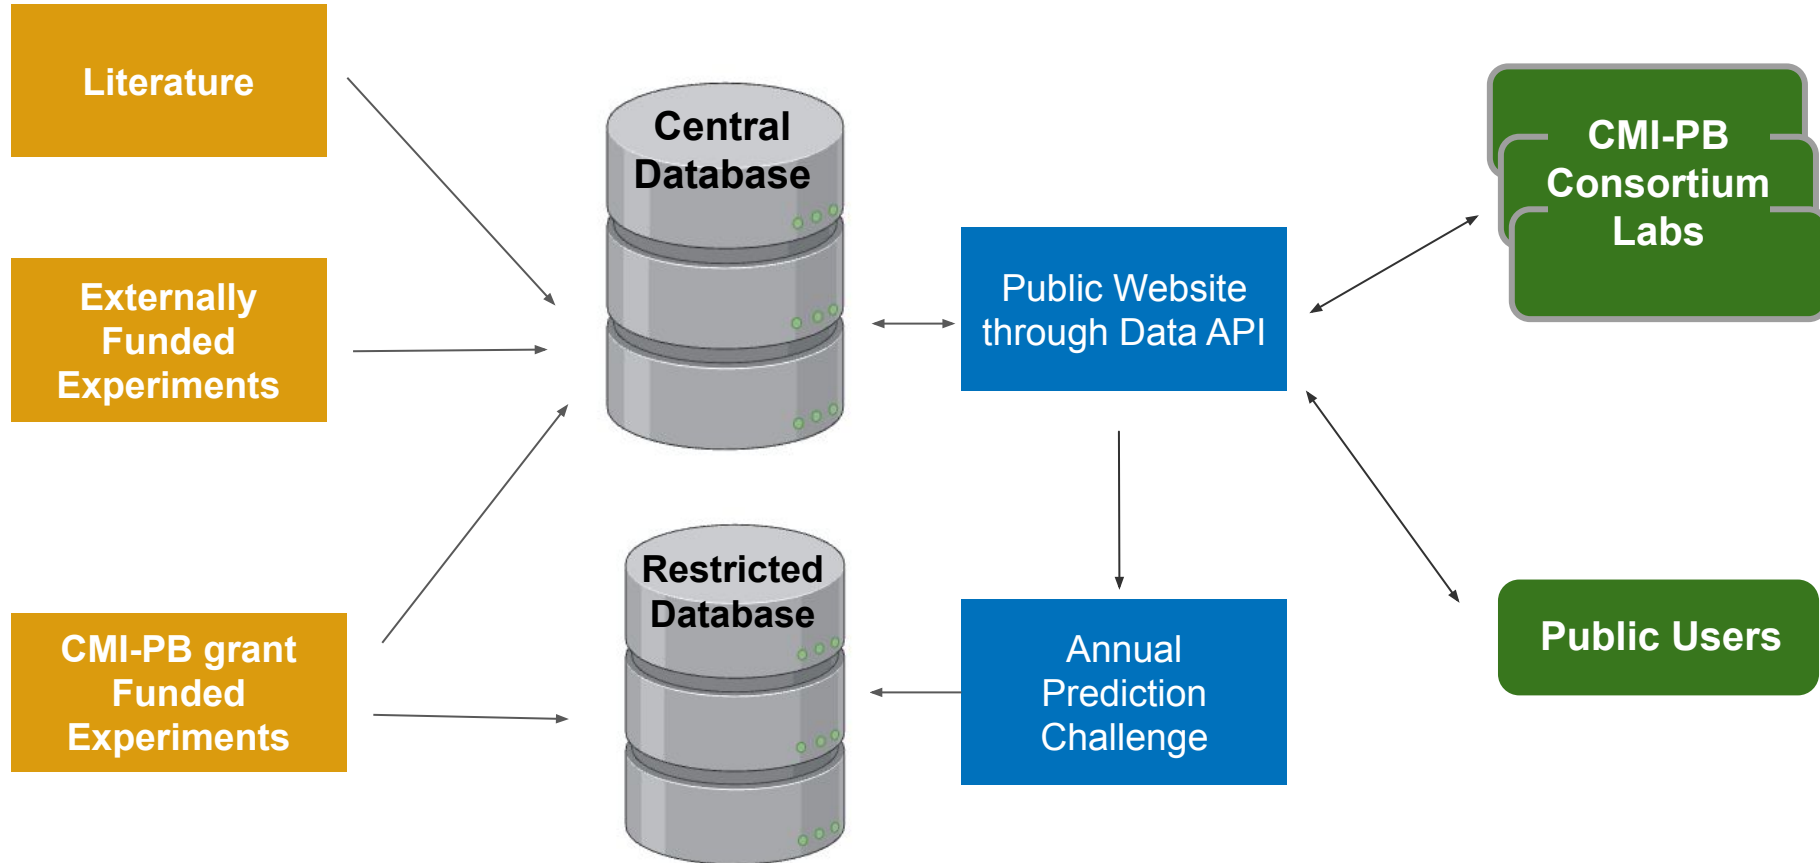 Literature
Externally
Funded
Experiments
CMI-PB grant
Funded
Experiments
Central
Database
Restricted
Database
Public Website
through Data API
Annual
Prediction
Challenge
CMI-PB
Consortium
Labs
Public Users